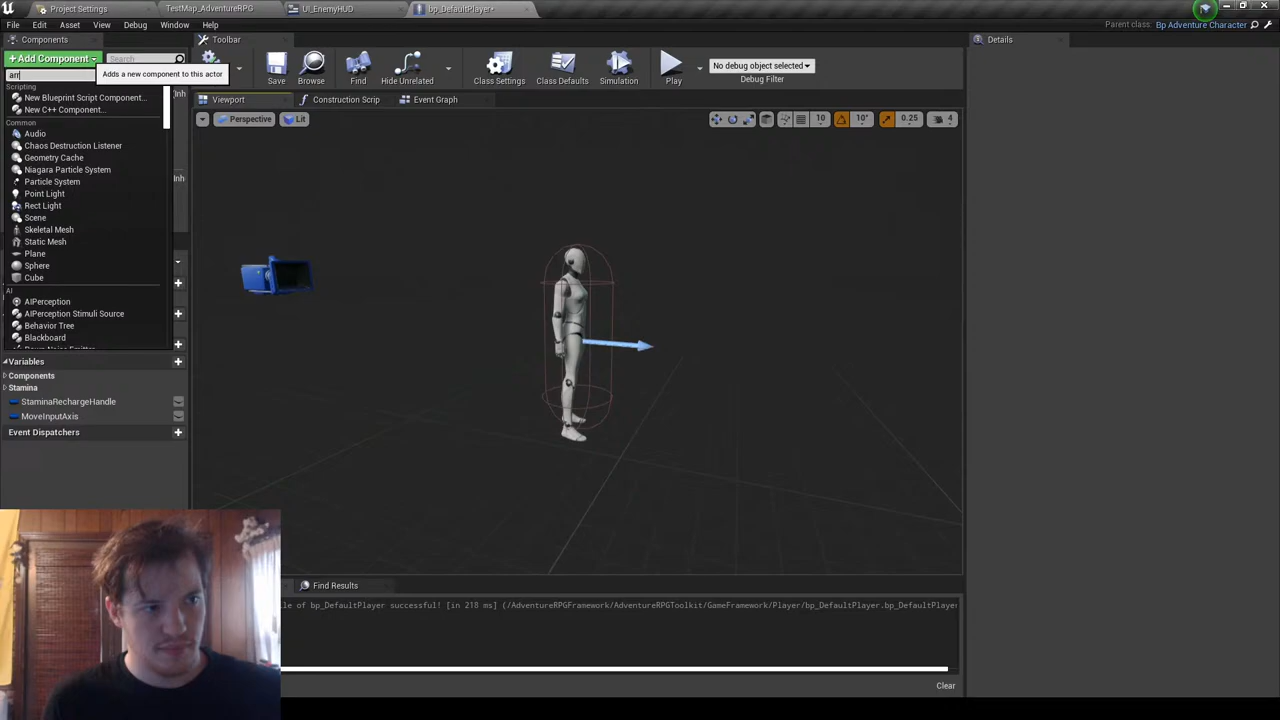 Project Settings
TestMap_AdventureRPG
UI_EnemyHUD
bp_DefaultPlayer*
File Edit Asset View Debug Window Help
Parent class: Bp Adventure Character
Components
Toolbar
Details
+Add Component
Search
arr
Adds a new component to this actor
Save
Browse
Find
Hide Unrelated
Class Settings
Class Defaults
Simulation
Play
No debug object selected
Debug Filter
Scripting
New Blueprint Script Component...
New C++ Component...
Common
Audio
Chaos Destruction Listener
Geometry Cache
Niagara Particle System
Particle System
Point Light
Rect Light
Scene
Skeletal Mesh
Static Mesh
Plane
Sphere
Cube
AI
AIPerception
AIPerception Stimuli Source
Behavior Tree
Blackboard
(Inh
Inh
Viewport
Construction Scrip
Event Graph
Perspective
Lit
10
10°
0.25
4
Variables
Components
Stamina
StaminaRechargeHandle
MoveInputAxis
Event Dispatchers
Find Results
of bp_DefaultPlayer successful! [in 218 ms] (/AdventureRPGFramework/AdventureRPGToolkit/GameFramework/Player/bp_DefaultPlayer.bp_DefaultPlayer
Clear